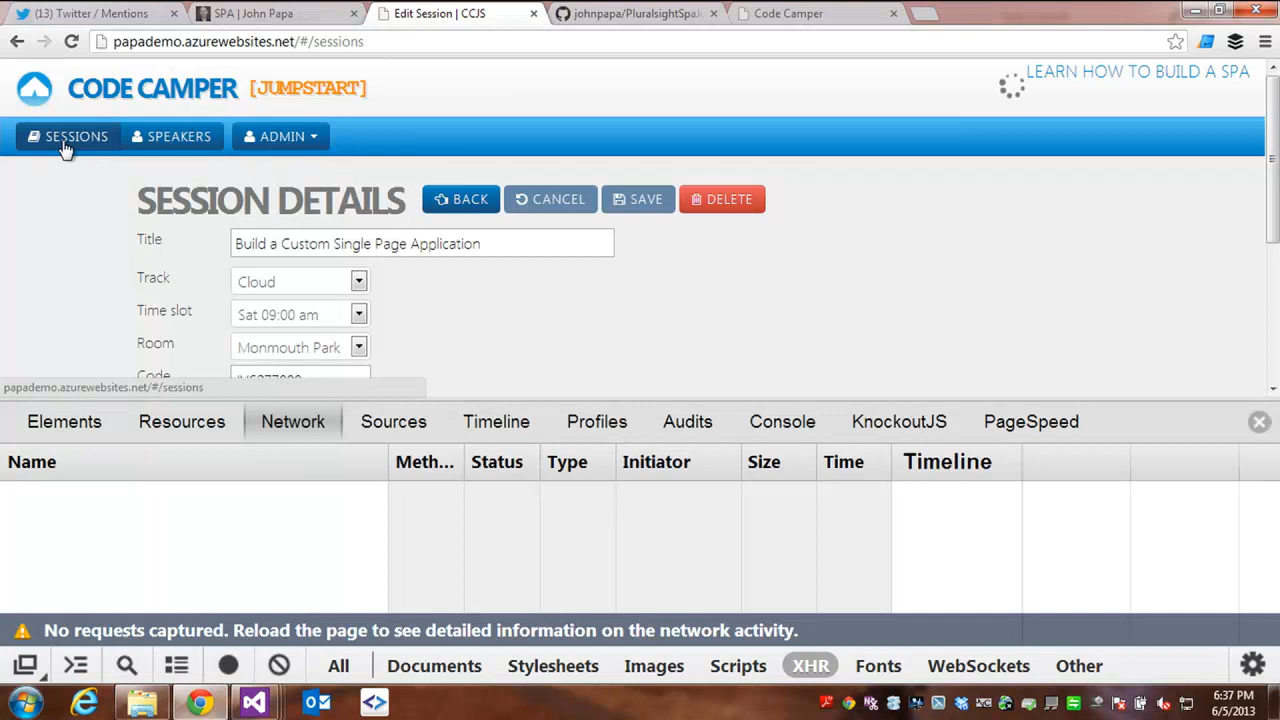 (13) Twitter / Mentions
SPA | John Papa
Edit Session | CCJS
johnpapa/PluralsightSpaJ
Code Camper
papademo.azurewebsites.net/#/sessions
CODE CAMPER [JUMPSTART]
LEARN HOW TO BUILD A SPA
SESSIONS SPEAKERS ADMIN
SESSION DETAILS BACK CANCEL SAVE DELETE
Title Build a Custom Single Page Application
Track Cloud
Time slot Sat 09:00 am
Room Monmouth Park
Code
papademo.azurewebsites.net/#/sessions
Elements Resources Network Sources Timeline Profiles Audits Console KnockoutJS PageSpeed
Name Meth... Status Type Initiator Size Time Timeline
No requests captured. Reload the page to see detailed information on the network activity.
All Documents Stylesheets Images Scripts XHR Fonts WebSockets Other
6:37 PM
6/5/2013